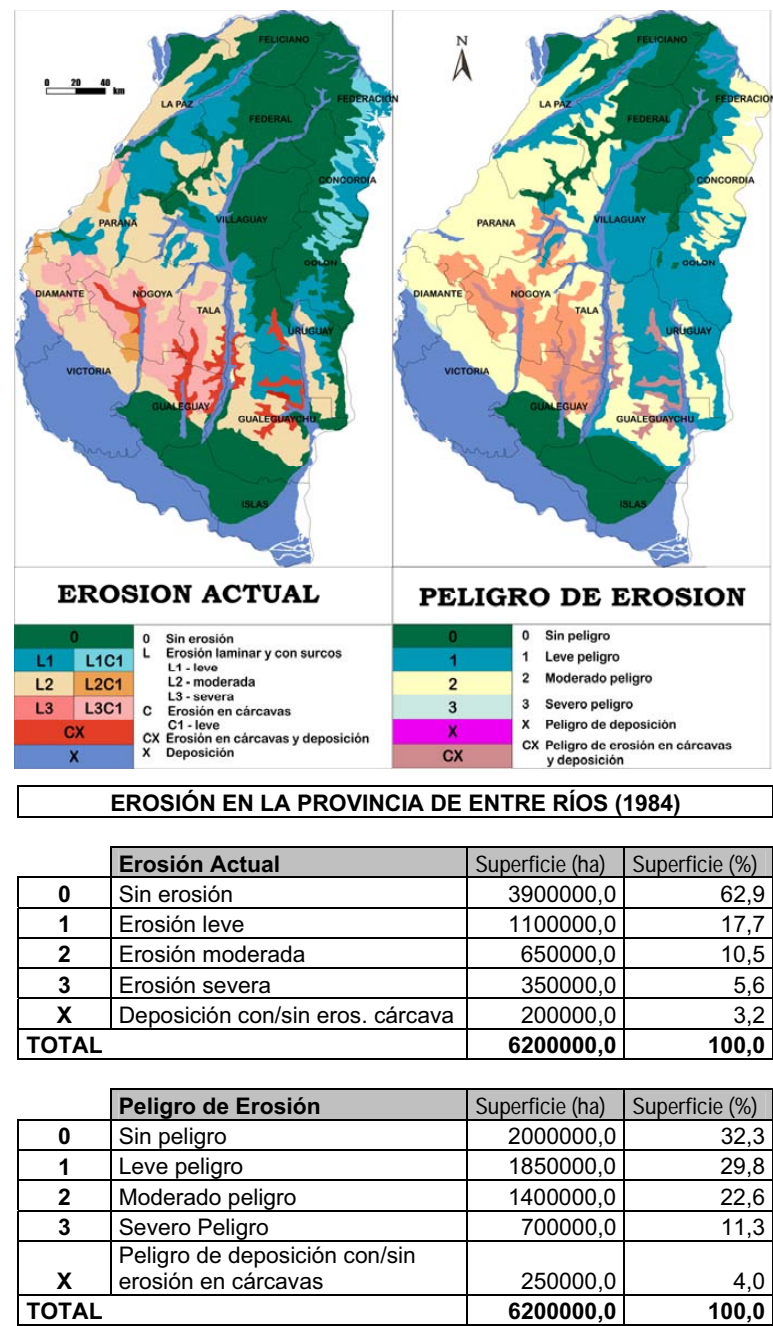 FELICIANO
0 20 40
km
LA PAZ
FEDERAL
FEDERACION
CONCORDIA
PARANA
VILLAGUAY
COLON
DIAMANTE
NOGOYA
TALA
URUGUAY
VICTORIA
GUALEGUAY
GUALEGUAYCHU
ISLAS
N
FELICIANO
LA PAZ
FEDERAL
FEDERACION
CONCORDIA
PARANA
VILLAGUAY
COLON
DIAMANTE
NOGOYA
TALA
URUGUAY
VICTORIA
GUALEGUAY
GUALEGUAYCHU
ISLAS
EROSION ACTUAL
0
L1 L1C1
L2 L2C1
L3 L3C1
CX
X
0 Sin erosión
L Erosión laminar y con surcos
L1 - leve
L2 - moderada
L3 - severa
C Erosión en cárcavas
C1 - leve
CX Erosión en cárcavas y deposición
X Deposición
PELIGRO DE EROSION
0
1
2
3
X
CX
0 Sin peligro
1 Leve peligro
2 Moderado peligro
3 Severo peligro
X Peligro de deposición
CX Peligro de erosión en cárcavas
y deposición
EROSIÓN EN LA PROVINCIA DE ENTRE RÍOS (1984)
Erosión Actual Superficie (ha) Superficie (%)
0 Sin erosión 3900000,0 62,9
1 Erosión leve 1100000,0 17,7
2 Erosión moderada 650000,0 10,5
3 Erosión severa 350000,0 5,6
X Deposición con/sin eros. cárcava 200000,0 3,2
TOTAL 6200000,0 100,0
Peligro de Erosión Superficie (ha) Superficie (%)
0 Sin peligro 2000000,0 32,3
1 Leve peligro 1850000,0 29,8
2 Moderado peligro 1400000,0 22,6
3 Severo Peligro 700000,0 11,3
Peligro de deposición con/sin
X erosión en cárcavas 250000,0 4,0
TOTAL 6200000,0 100,0